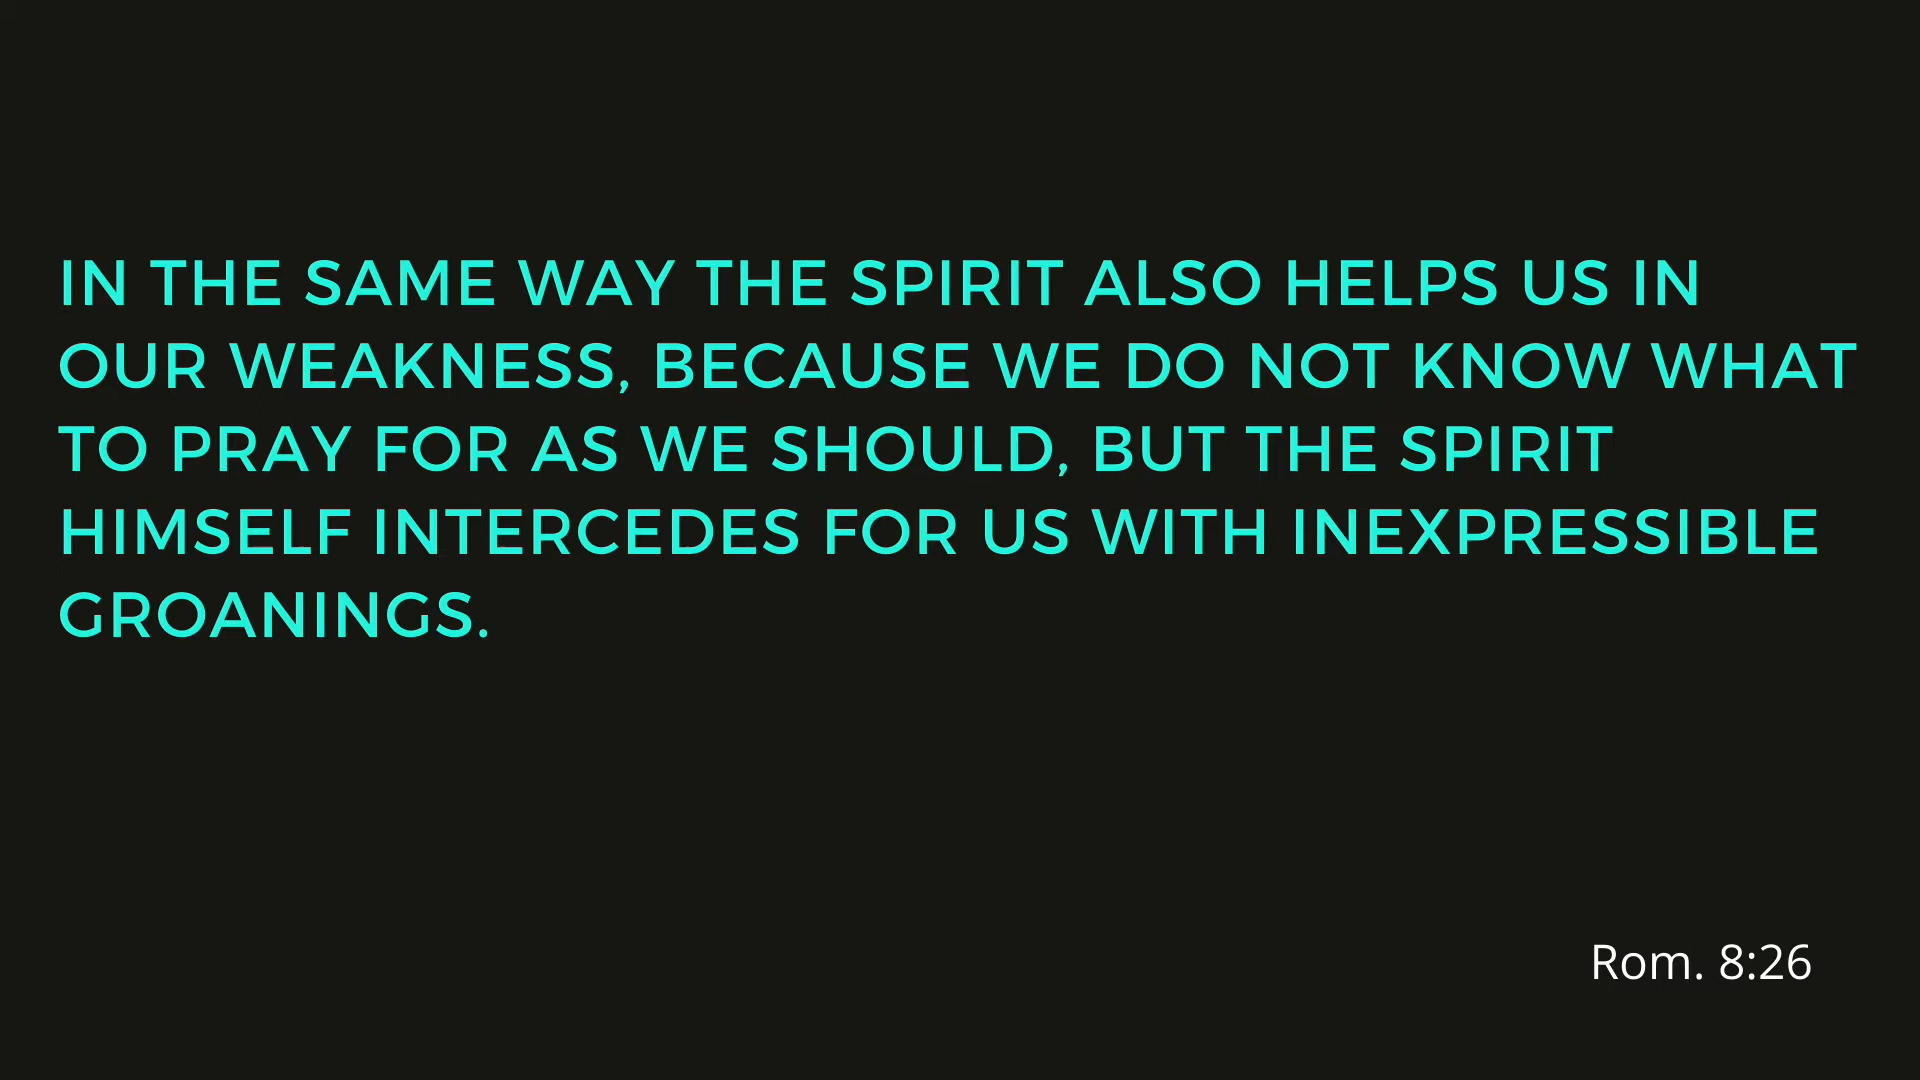 IN THE SAME WAY THE SPIRIT ALSO HELPS US IN
OUR WEAKNESS, BECAUSE WE DO NOT KNOW WHAT
TO PRAY FOR AS WE SHOULD, BUT THE SPIRIT
HIMSELF INTERCEDES FOR US WITH INEXPRESSIBLE
GROANINGS.
Rom. 8:26